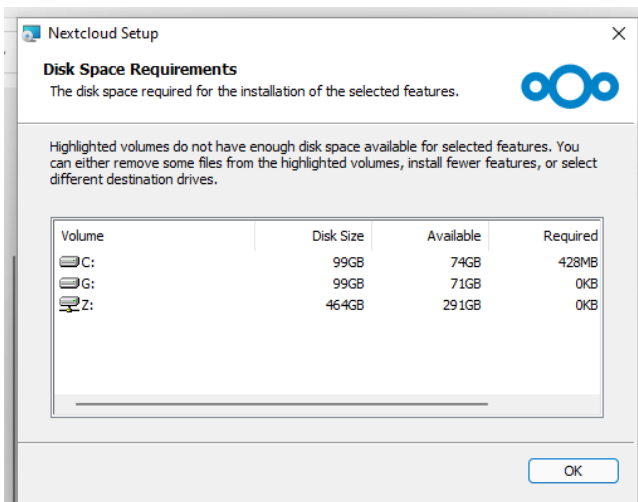 Nextcloud Setup
Disk Space Requirements
The disk space required for the installation of the selected features.
Highlighted volumes do not have enough disk space available for selected features. You
can either remove some files from the highlighted volumes, install fewer features, or select
different destination drives.
Volume Disk Size Available Required
C: 99GB 74GB 428MB
G: 99GB 71GB 0KB
Z: 464GB 291GB 0KB
OK